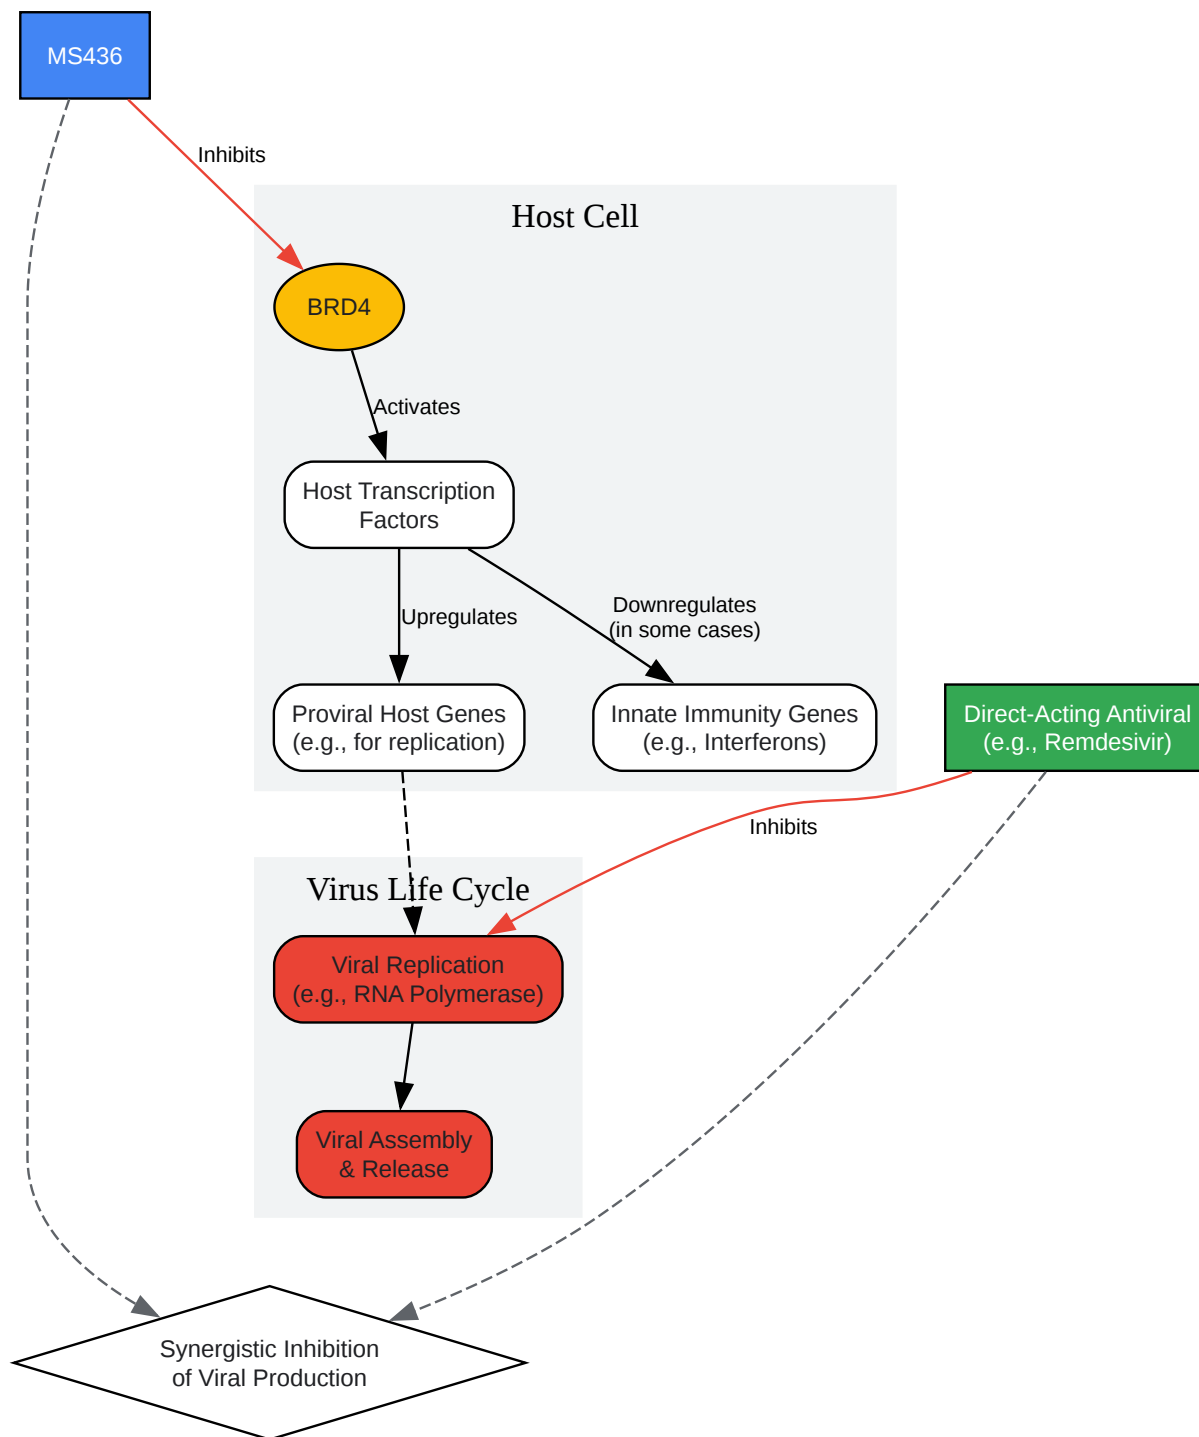 MS436
Inhibits
Host Cell
BRD4
Activates
Host Transcription
Factors
Upregulates
Downregulates
(in some cases)
Proviral Host Genes
(e.g., for replication)
Innate Immunity Genes
(e.g., Interferons)
Direct-Acting Antiviral
(e.g., Remdesivir)
Inhibits
Virus Life Cycle
Viral Replication
(e.g., RNA Polymerase)
Viral Assembly
& Release
Synergistic Inhibition
of Viral Production